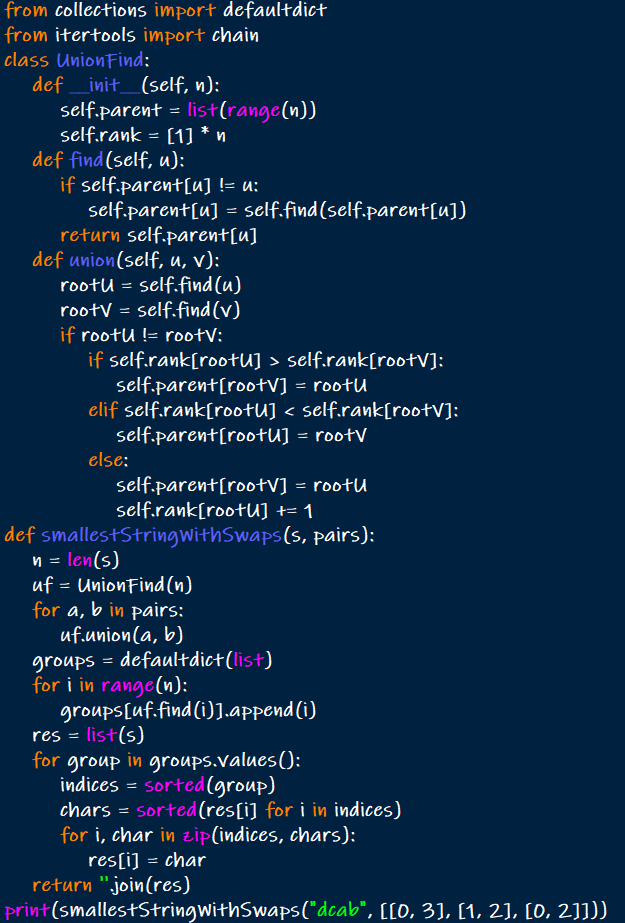 from collections import defaultdict
from itertools import chain
class UnionFind:
    def __init__(self, n):
        self.parent = list(range(n))
        self.rank = [1] * n
    def find(self, u):
        if self.parent[u] != u:
            self.parent[u] = self.find(self.parent[u])
        return self.parent[u]
    def union(self, u, v):
        rootU = self.find(u)
        rootV = self.find(v)
        if rootU != rootV:
            if self.rank[rootU] > self.rank[rootV]:
                self.parent[rootV] = rootU
            elif self.rank[rootU] < self.rank[rootV]:
                self.parent[rootU] = rootV
            else:
                self.parent[rootV] = rootU
                self.rank[rootU] += 1
def smallestStringWithSwaps(s, pairs):
    n = len(s)
    uf = UnionFind(n)
    for a, b in pairs:
        uf.union(a, b)
    groups = defaultdict(list)
    for i in range(n):
        groups[uf.find(i)].append(i)
    res = list(s)
    for group in groups.values():
        indices = sorted(group)
        chars = sorted(res[i] for i in indices)
        for i, char in zip(indices, chars):
            res[i] = char
    return ''.join(res)
print(smallestStringWithSwaps("dcab", [[0, 3], [1, 2], [0, 2]]))